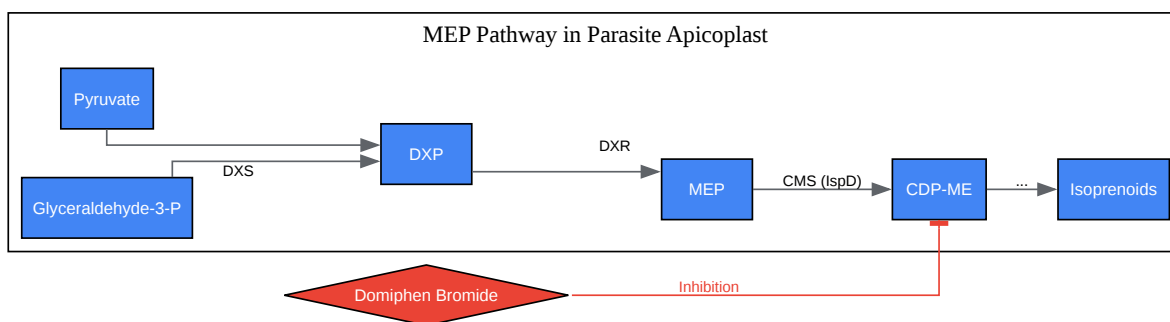 MEP Pathway in Parasite Apicoplast
Pyruvate
DXS
Glyceraldehyde-3-P
DXP
DXR
MEP
CMS (IspD)
CDP-ME
...
Isoprenoids
Domiphen Bromide
Inhibition